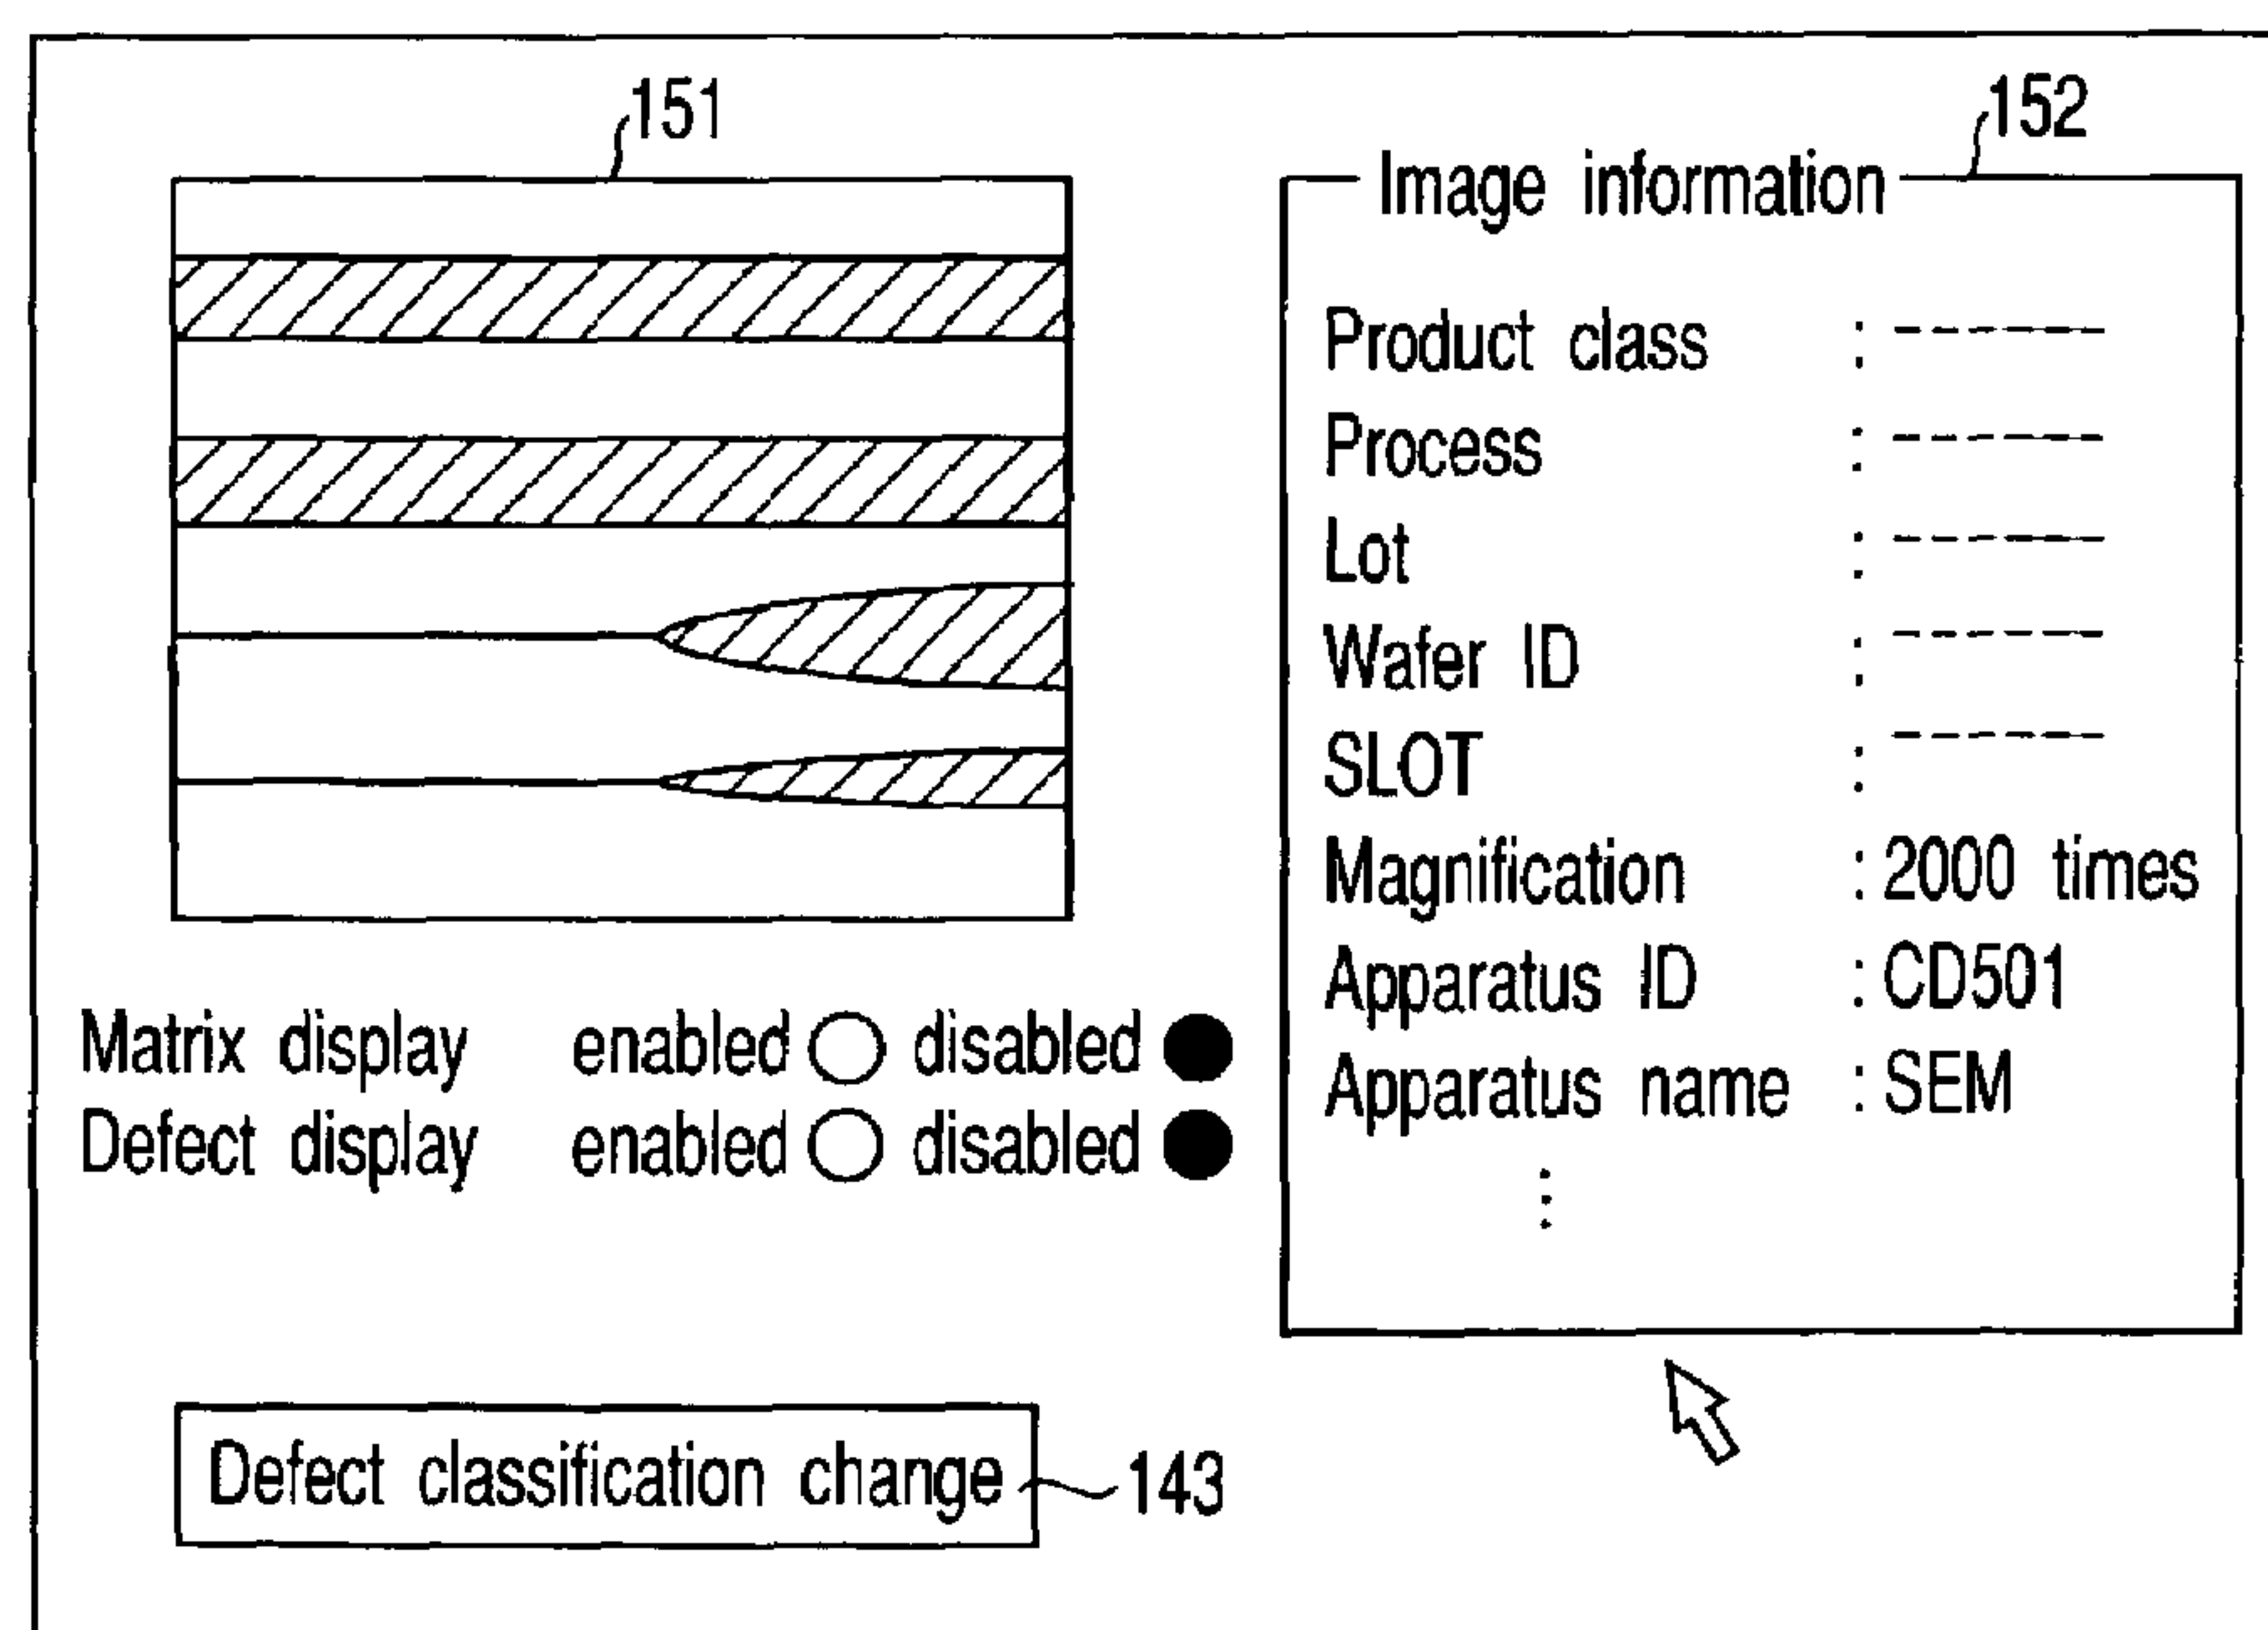 151
152
Image information
Product class : ------
Process : ------
Lot : ------
Wafer ID : ------
SLOT : ------
Magnification : 2000 times
Apparatus ID : CD501
Apparatus name : SEM
⋮
Matrix display enabled ○ disabled ●
Defect display enabled ○ disabled ●
Defect classification change
143